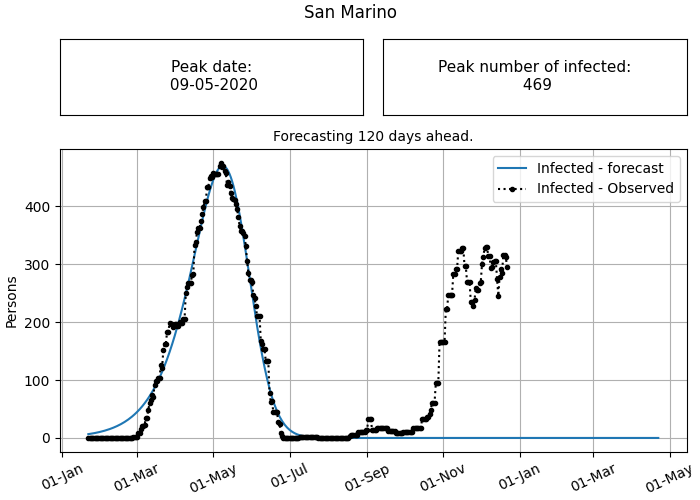 San Marino
Peak date:
09-05-2020
Peak number of infected:
469
Forecasting 120 days ahead.
Infected - forecast
Infected - Observed
Persons
400
300
200
100
0
01-Jan
01-Mar
01-May
01-Jul
01-Sep
01-Nov
01-Jan
01-Mar
01-May